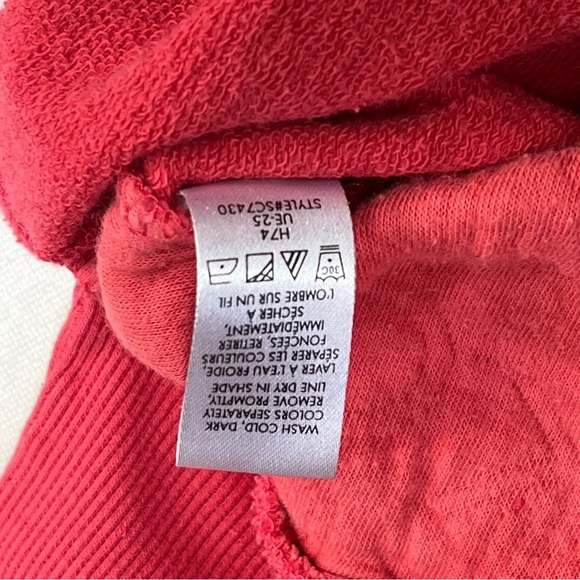 WASH COLD, DARK
COLORS SEPARATELY
REMOVE PROMPTLY,
LINE DRY IN SHADE
LAVER À L'EAU FROIDE,
SÉPARER LES COULEURS
FONCÉES, RETIRER
IMMÉDIATEMENT,
SÉCHER À
L'OMBRE SUR UN FIL
30C
H74
UE-25
STYLE#SC7430